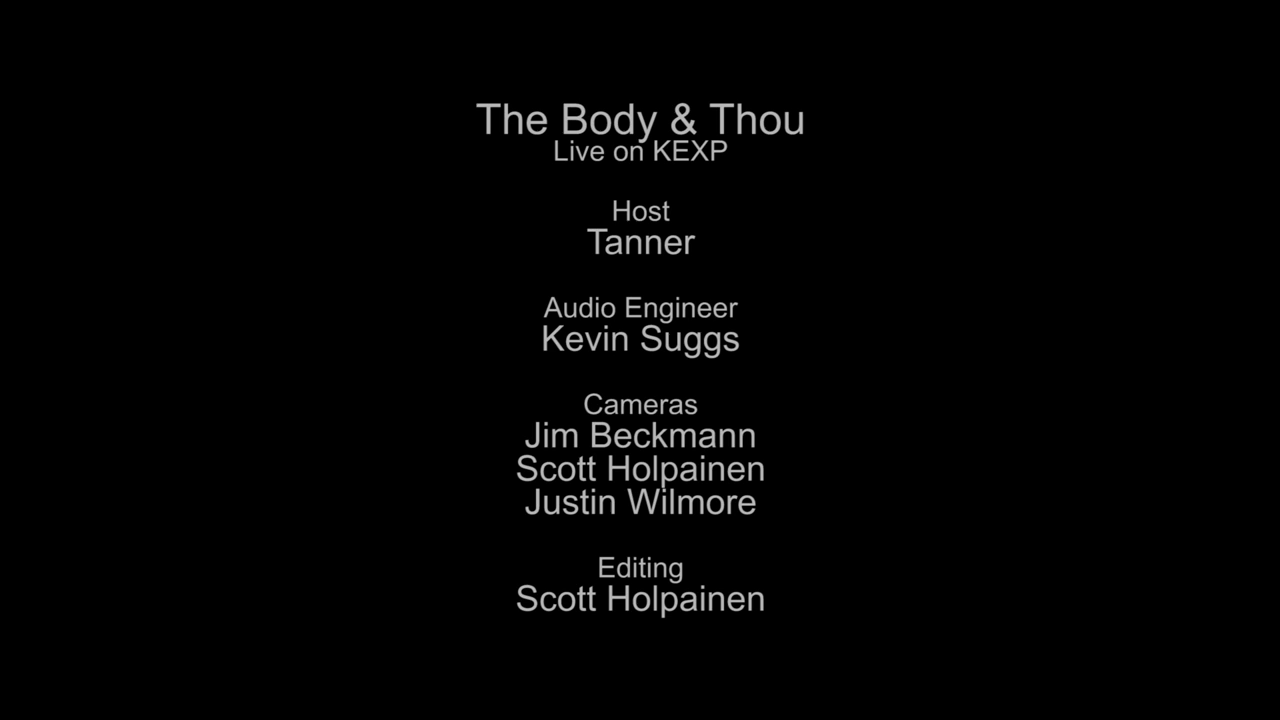 The Body & Thou
Live on KEXP
Host
Tanner
Audio Engineer
Kevin Suggs
Cameras
Jim Beckmann
Scott Holpainen
Justin Wilmore
Editing
Scott Holpainen